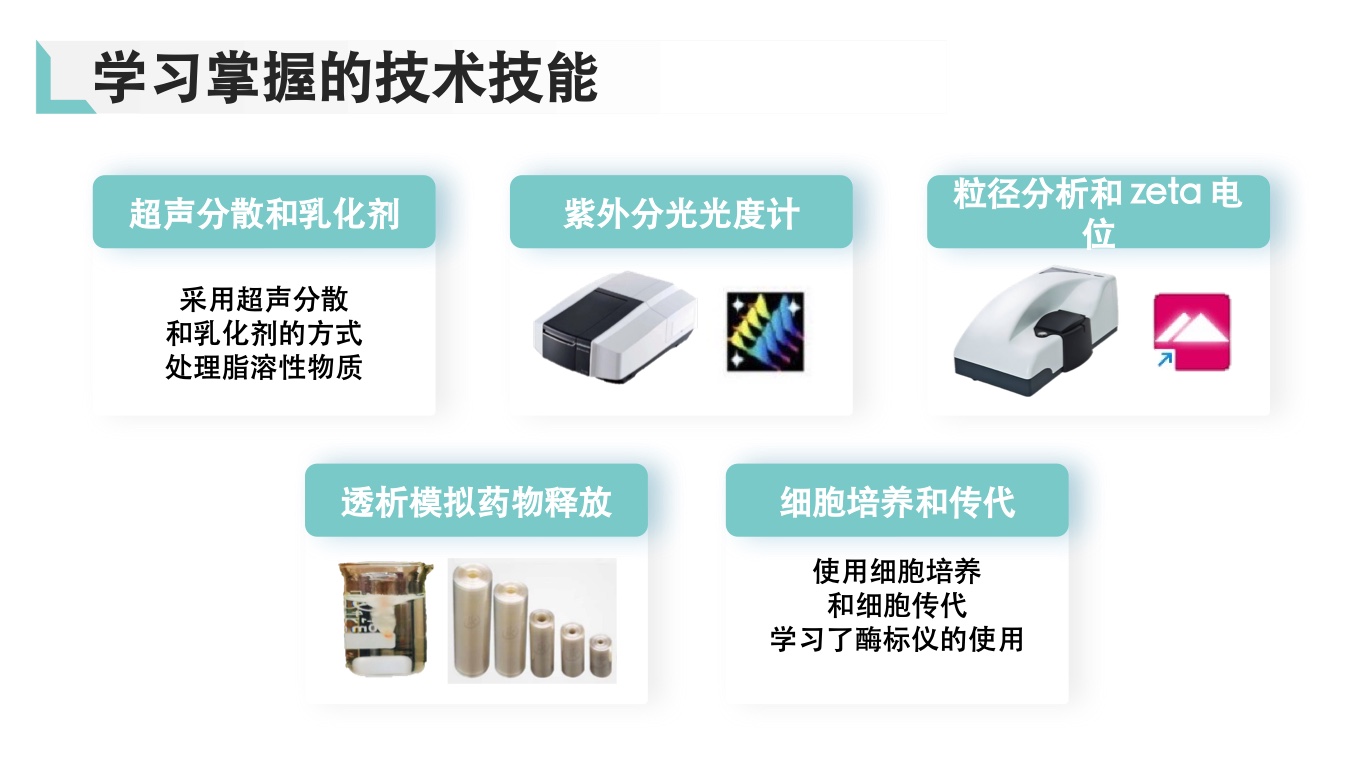 学习掌握的技术技能
超声分散和乳化剂
采用超声分散
和乳化剂的方式
处理脂溶性物质
紫外分光光度计
粒径分析和 zeta 电
位
透析模拟药物释放
细胞培养和传代
使用细胞培养
和细胞传代
学习了酶标仪的使用